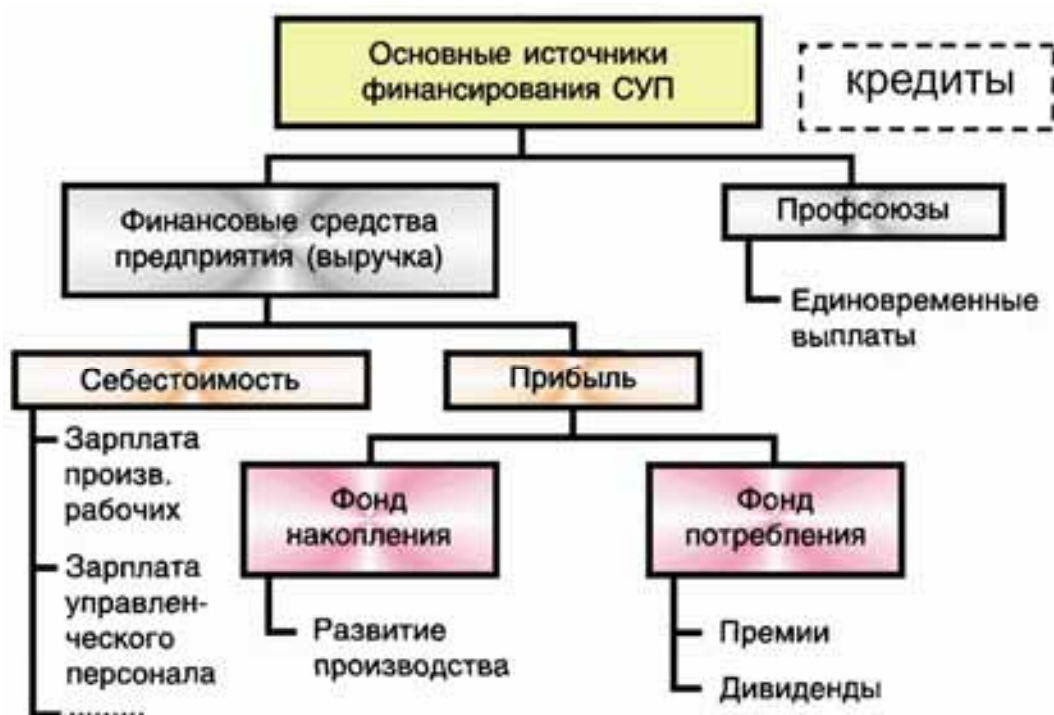 Основные источники
финансирования СУП
кредиты
Финансовые средства
предприятия (выручка)
Профсоюзы
Единовременные
выплаты
Себестоимость
Прибыль
Зарплата
произв.
рабочих
Зарплата
управлен-
ческого
персонала
Фонд
накопления
Развитие
производства
Фонд
потребления
Премии
Дивиденды